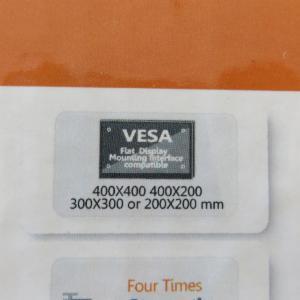 VESA
Flat Display
Mounting Interface
compatible
400X400 400X200
300X300 or 200X200 mm
Four Times